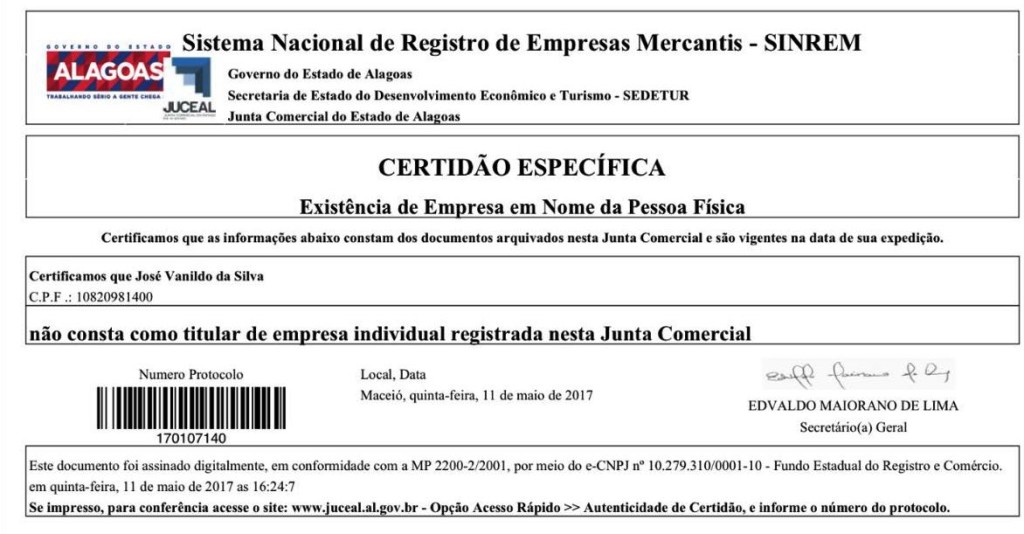 GOVERNO DO ESTADO
ALAGOAS
TRABALHANDO SÉRIO A GENTE CHEGA
JUCEAL
Sistema Nacional de Registro de Empresas Mercantis - SINREM
Governo do Estado de Alagoas
Secretaria de Estado do Desenvolvimento Econômico e Turismo - SEDETUR
Junta Comercial do Estado de Alagoas
CERTIDÃO ESPECÍFICA
Existência de Empresa em Nome da Pessoa Física
Certificamos que as informações abaixo constam dos documentos arquivados nesta Junta Comercial e são vigentes na data de sua expedição.
Certificamos que José Vanildo da Silva
C.P.F .: 10820981400
não consta como titular de empresa individual registrada nesta Junta Comercial
Numero Protocolo
170107140
Local, Data
Maceió, quinta-feira, 11 de maio de 2017
EDVALDO MAIORANO DE LIMA
Secretário(a) Geral
Este documento foi assinado digitalmente, em conformidade com a MP 2200-2/2001, por meio do e-CNPJ nº 10.279.310/0001-10 - Fundo Estadual do Registro e Comércio.
em quinta-feira, 11 de maio de 2017 as 16:24:7
Se impresso, para conferência acesse o site: www.juceal.al.gov.br - Opção Acesso Rápido >> Autenticidade de Certidão, e informe o número do protocolo.